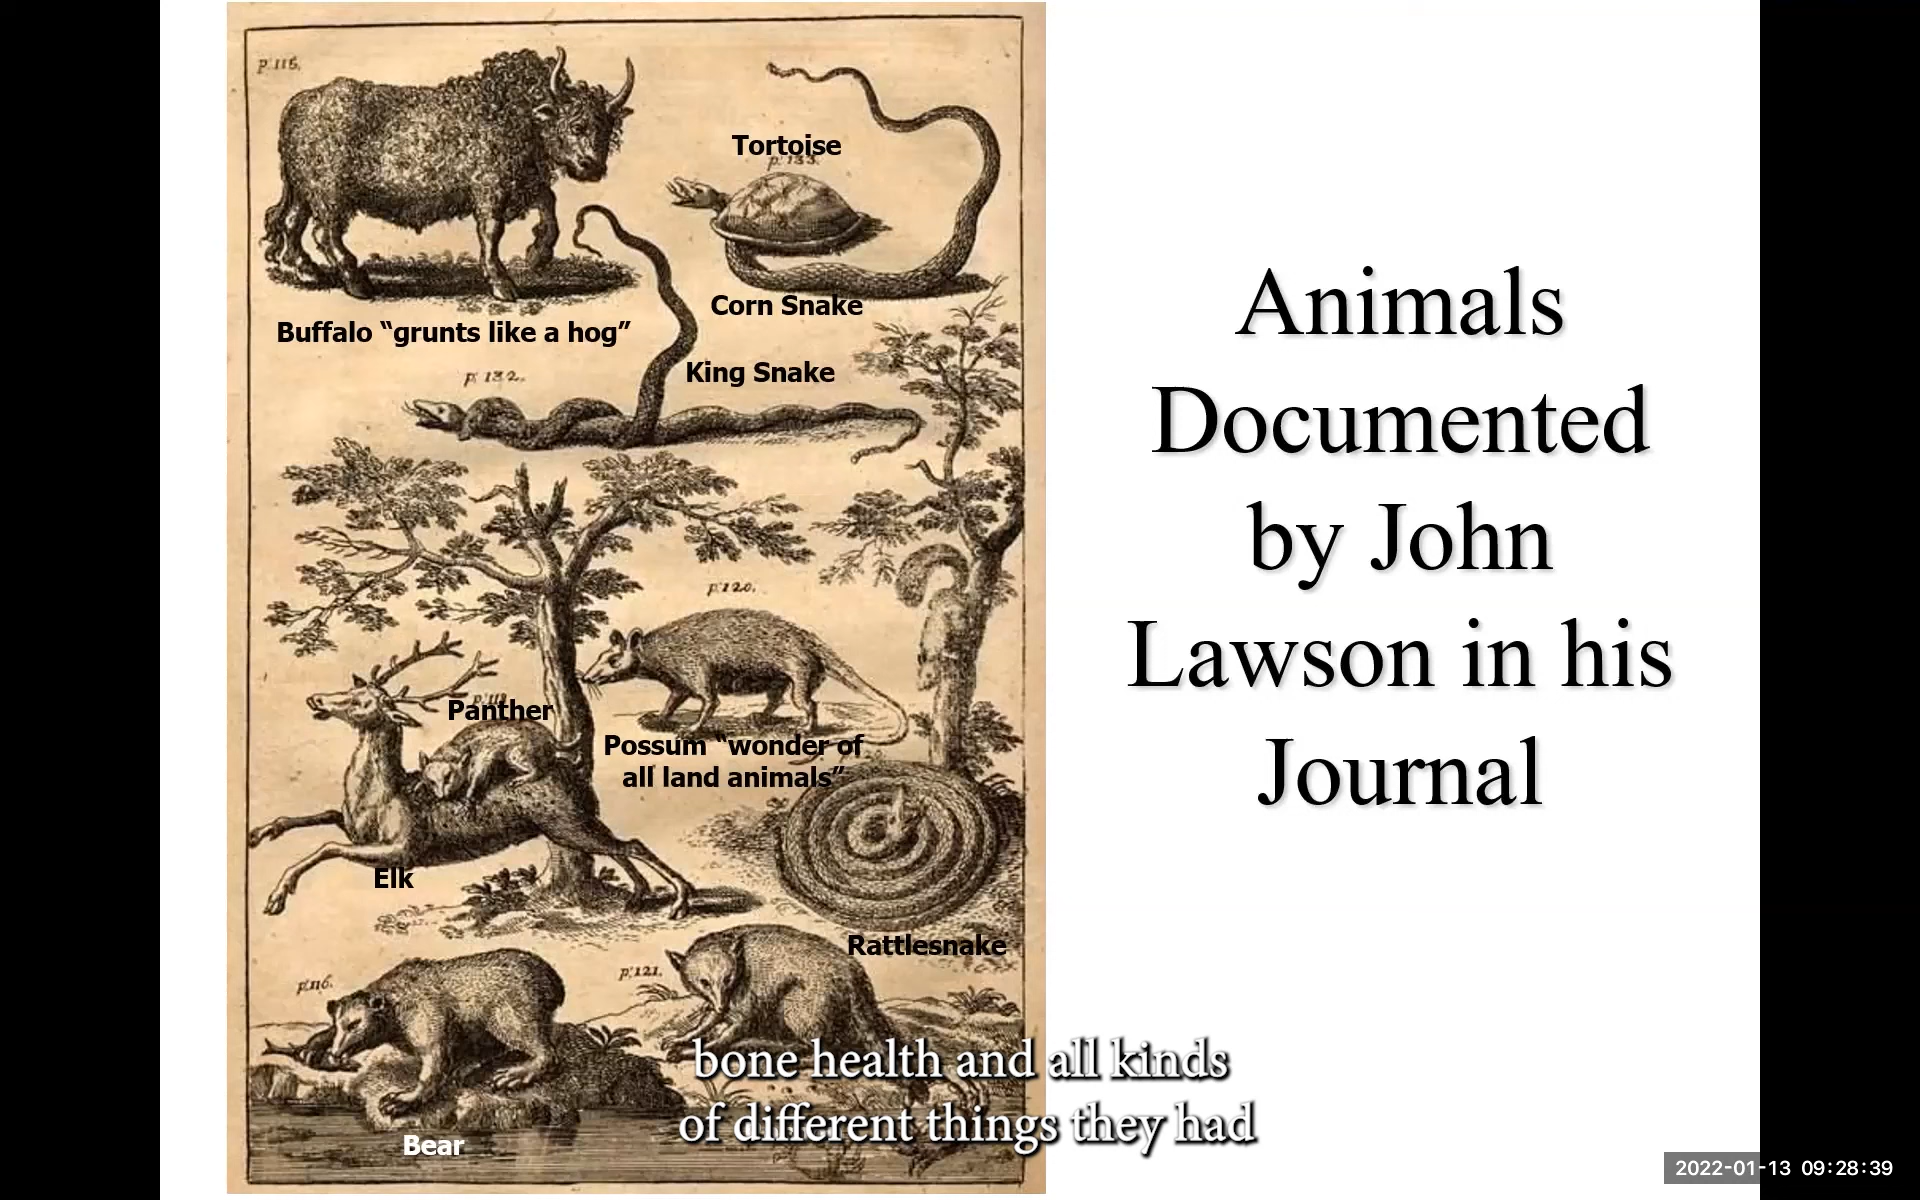 p. 116.
Tortoise
p. 133.
Corn Snake
Buffalo “grunts like a hog”
King Snake
p. 132.
p. 120.
Panther
Possum “wonder of
all land animals”
Elk
Rattlesnake
p. 116.
p. 121.
Bear
Animals
Documented
by John
Lawson in his
Journal
bone health and all kinds
of different things they had
2022-01-13 09:28:39